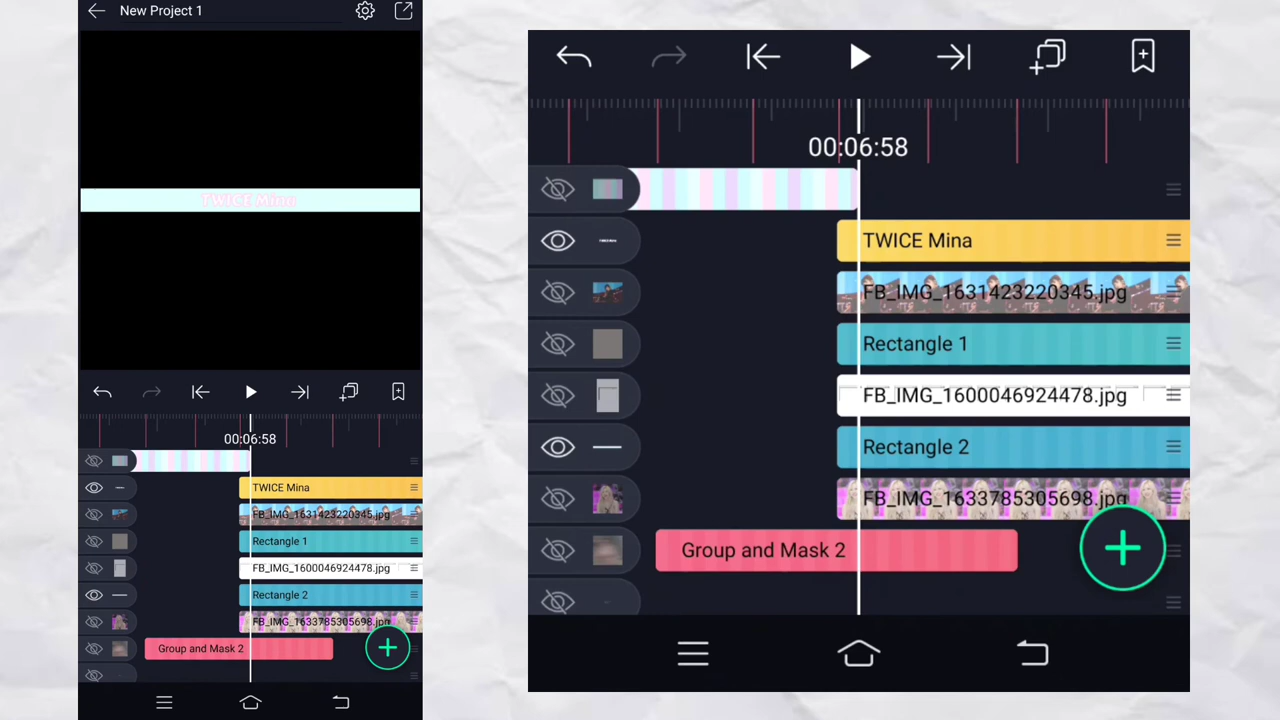 New Project 1
TWICE Mina
00:06:58
TWICE Mina
FB_IMG_1631423220345.jpg
Rectangle 1
FB_IMG_1600046924478.jpg
Rectangle 2
FB_IMG_1633785305698.jpg
Group and Mask 2
00:06:58
TWICE Mina
FB_IMG_1631423220345.jpg
Rectangle 1
FB_IMG_1600046924478.jpg
Rectangle 2
FB_IMG_1633785305698.jpg
Group and Mask 2